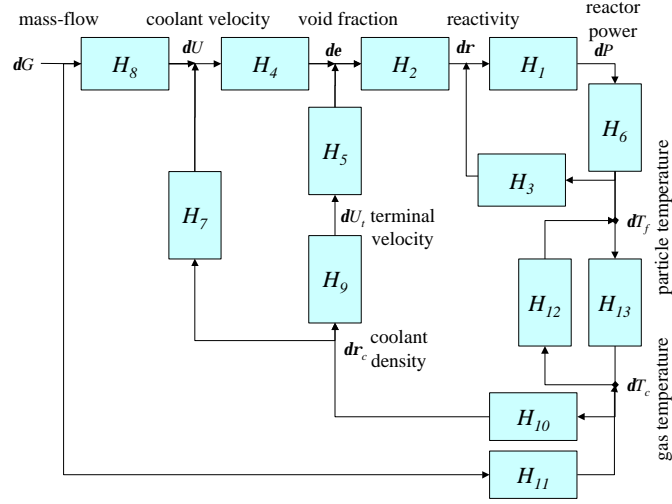 reactor
mass-flow coolant velocity void fraction reactivity power
dG H8 dU H4 de H2 dr H1 dP
H6
H5 H3
H7 dUt terminal
velocity
dTf
particle temperature
H9 H12 H13
drc coolant
density
dTc
gas temperature
H10
H11